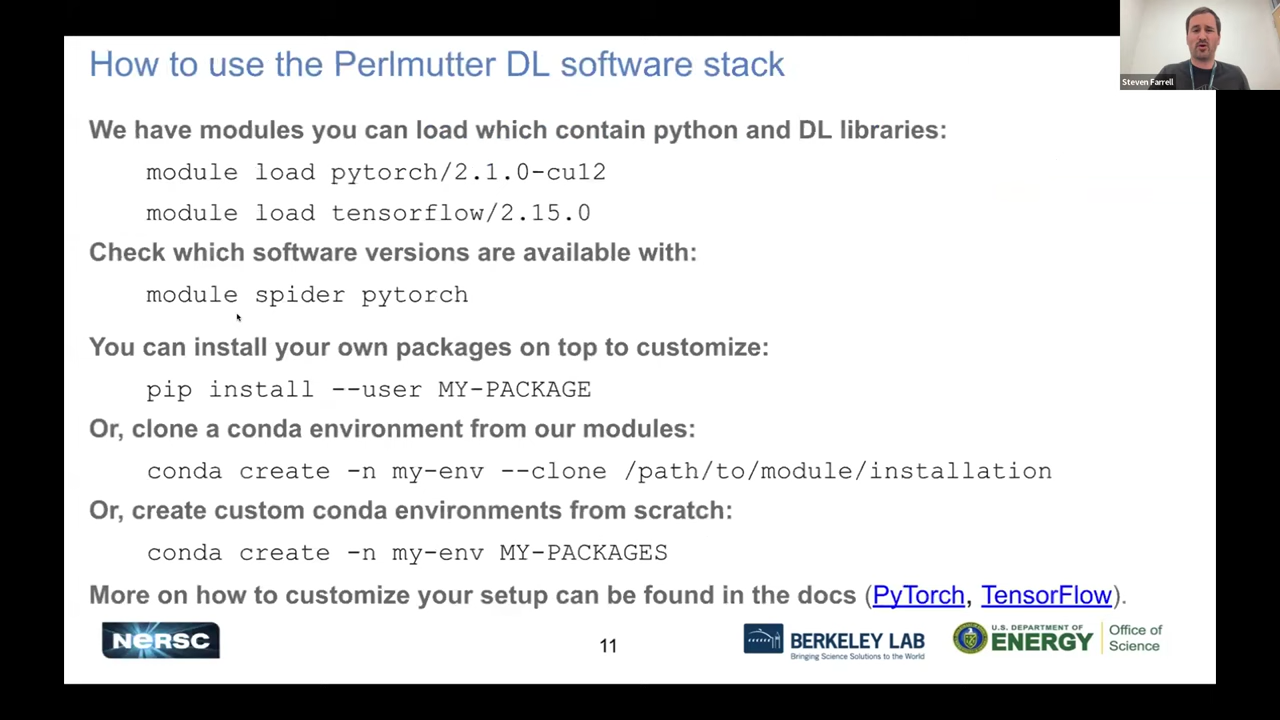 How to use the Perlmutter DL software stack
Steven Farrell
We have modules you can load which contain python and DL libraries:
module load pytorch/2.1.0-cu12
module load tensorflow/2.15.0
Check which software versions are available with:
module spider pytorch
You can install your own packages on top to customize:
pip install --user MY-PACKAGE
Or, clone a conda environment from our modules:
conda create -n my-env --clone /path/to/module/installation
Or, create custom conda environments from scratch:
conda create -n my-env MY-PACKAGES
More on how to customize your setup can be found in the docs (PyTorch, TensorFlow).
NERSC
11
BERKELEY LAB
Bringing Science Solutions to the World
U.S. DEPARTMENT OF
ENERGY
Office of
Science